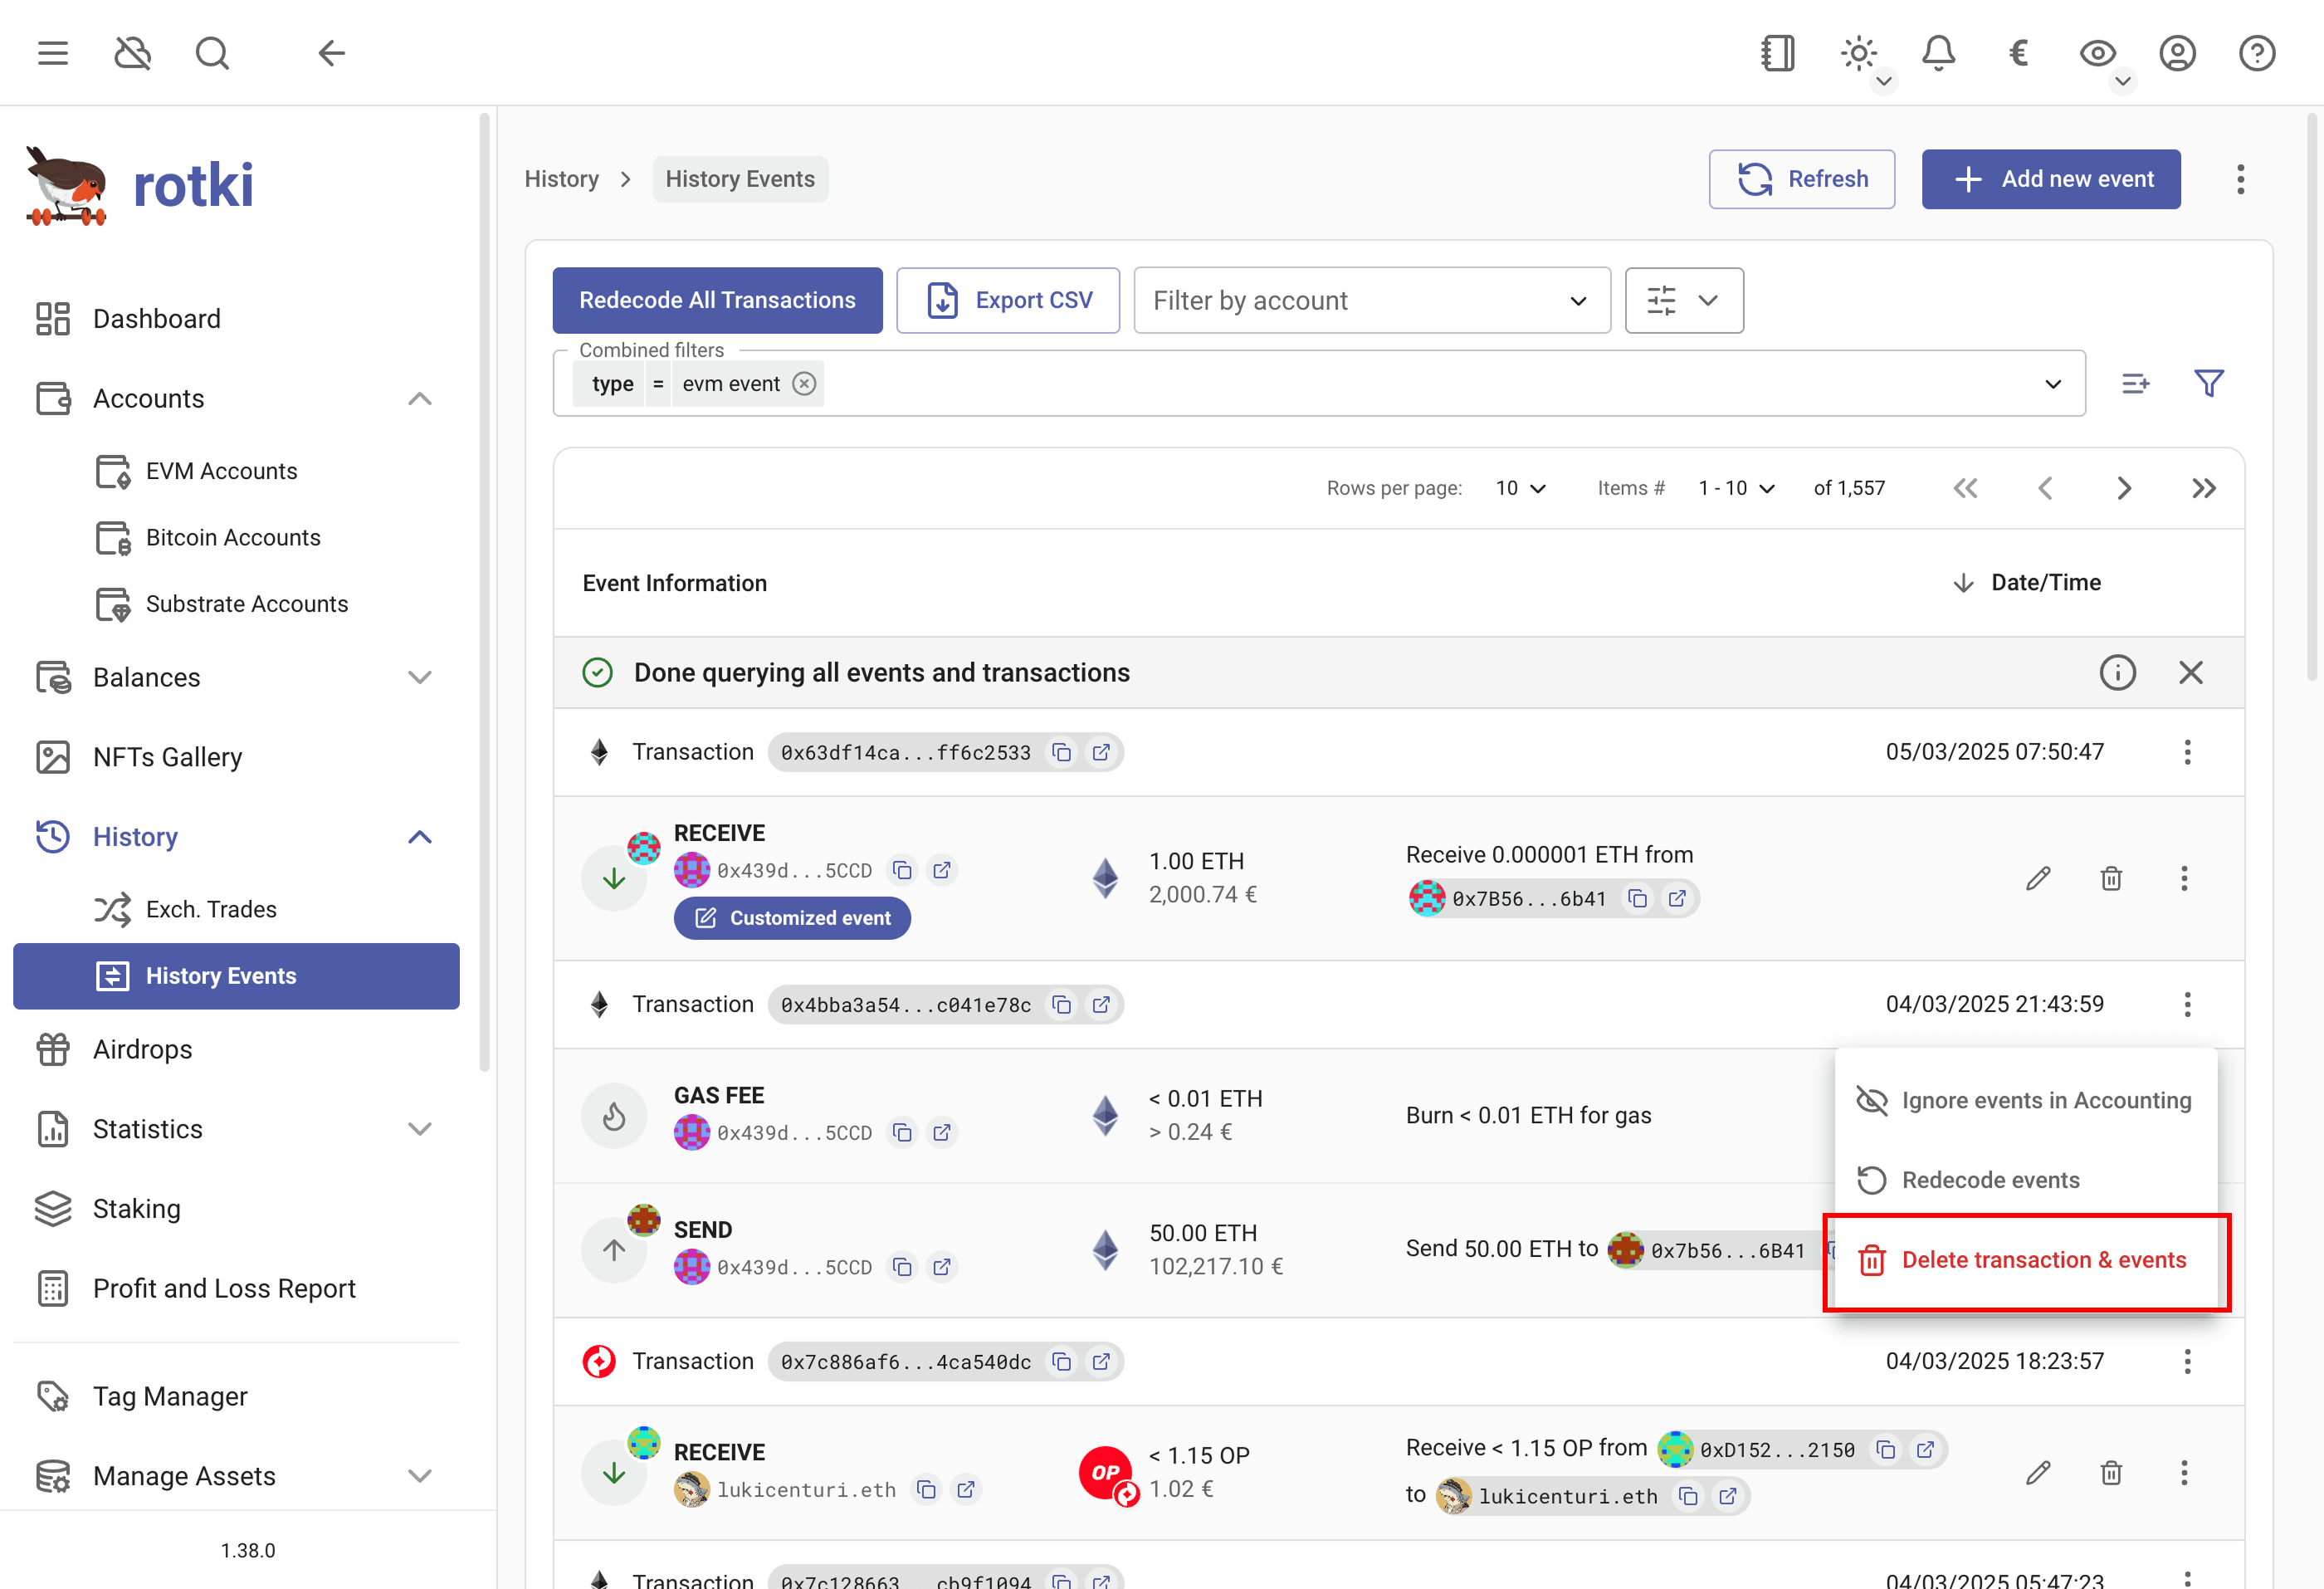 rotki
Dashboard
Accounts
EVM Accounts
Bitcoin Accounts
Substrate Accounts
Balances
NFTs Gallery
History
Exch. Trades
History Events
Airdrops
Statistics
Staking
Profit and Loss Report
Tag Manager
Manage Assets
1.38.0
History > History Events
Refresh
Add new event
Redecode All Transactions
Export CSV
Filter by account
Combined filters
type = evm event
Rows per page: 10 Items # 1 - 10 of 1,557
Event Information Date/Time
Done querying all events and transactions
Transaction 0x63df14ca...ff6c2533 05/03/2025 07:50:47
RECEIVE
0x439d...5CCD
Customized event
1.00 ETH
2,000.74 €
Receive 0.000001 ETH from
0x7B56...6b41
Transaction 0x4bba3a54...c041e78c 04/03/2025 21:43:59
GAS FEE
0x439d...5CCD
< 0.01 ETH
> 0.24 €
Burn < 0.01 ETH for gas
Ignore events in Accounting
Redecode events
Delete transaction & events
SEND
0x439d...5CCD
50.00 ETH
102,217.10 €
Send 50.00 ETH to 0x7b56...6B41
Transaction 0x7c886af6...4ca540dc 04/03/2025 18:23:57
RECEIVE
lukicenturi.eth
OP
< 1.15 OP
1.02 €
Receive < 1.15 OP from 0xD152...2150
to lukicenturi.eth
Transaction 0x7c128663...cb9f1094 04/03/2025 05:47:23